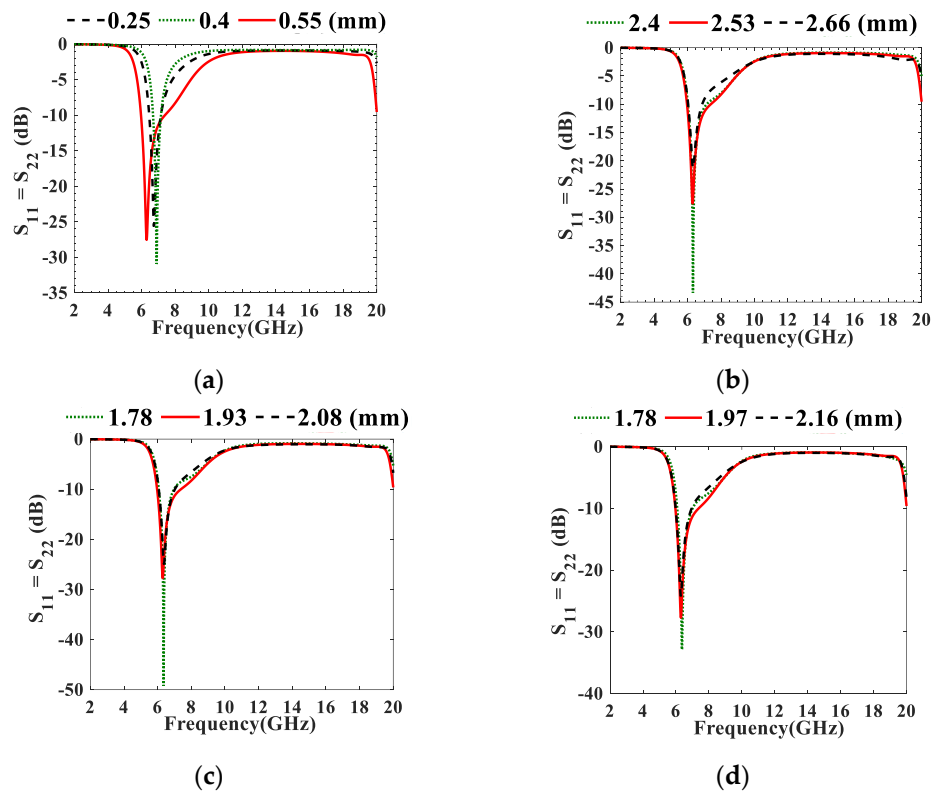 0.25 0.4 0.55 (mm)
0
-5
-10
-15
-20
-25
-30
-35
S11 = S22 (dB)
2 4 6 8 10 12 14 16 18 20
Frequency(GHz)
(a)
2.4 2.53 2.66 (mm)
0
-5
-10
-15
-20
-25
-30
-35
-40
-45
S11 = S22 (dB)
2 4 6 8 10 12 14 16 18 20
Frequency(GHz)
(b)
1.78 1.93 2.08 (mm)
0
-10
-20
-30
-40
-50
S11 = S22 (dB)
2 4 6 8 10 12 14 16 18 20
Frequency(GHz)
(c)
1.78 1.97 2.16 (mm)
0
-10
-20
-30
-40
S11 = S22 (dB)
2 4 6 8 10 12 14 16 18 20
Frequency(GHz)
(d)